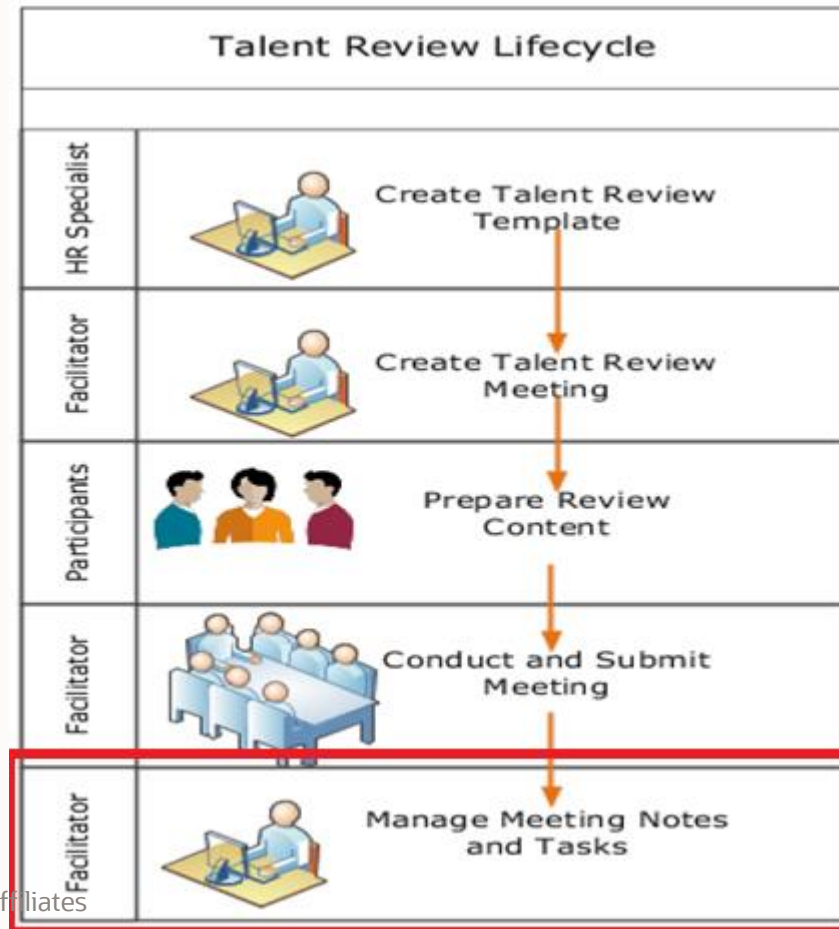 Talent Review Lifecycle
HR Specialist
Create Talent Review
Template
Facilitator
Create Talent Review
Meeting
Participants
Prepare Review
Content
Facilitator
Conduct and Submit
Meeting
Facilitator
Manage Meeting Notes
and Tasks
ffiliates